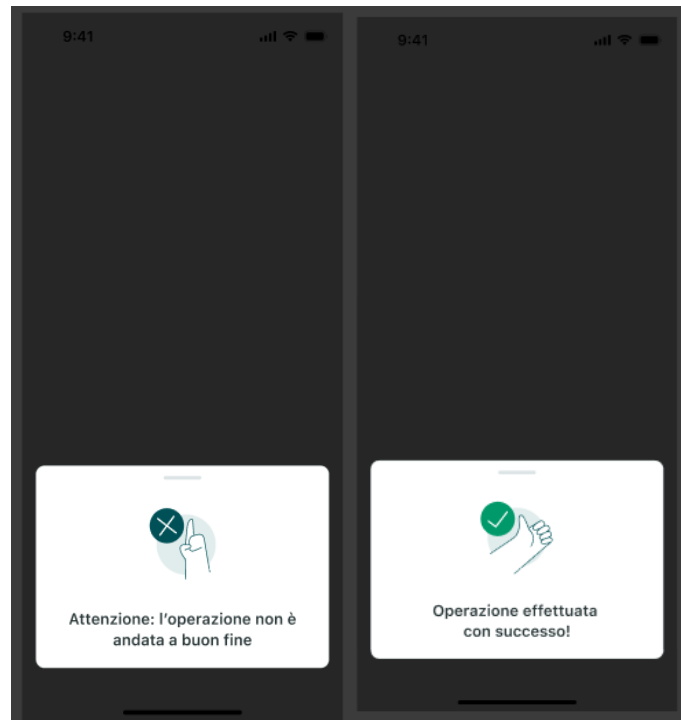 9:41
Attenzione: l'operazione non è
andata a buon fine
9:41
Operazione effettuata
con successo!